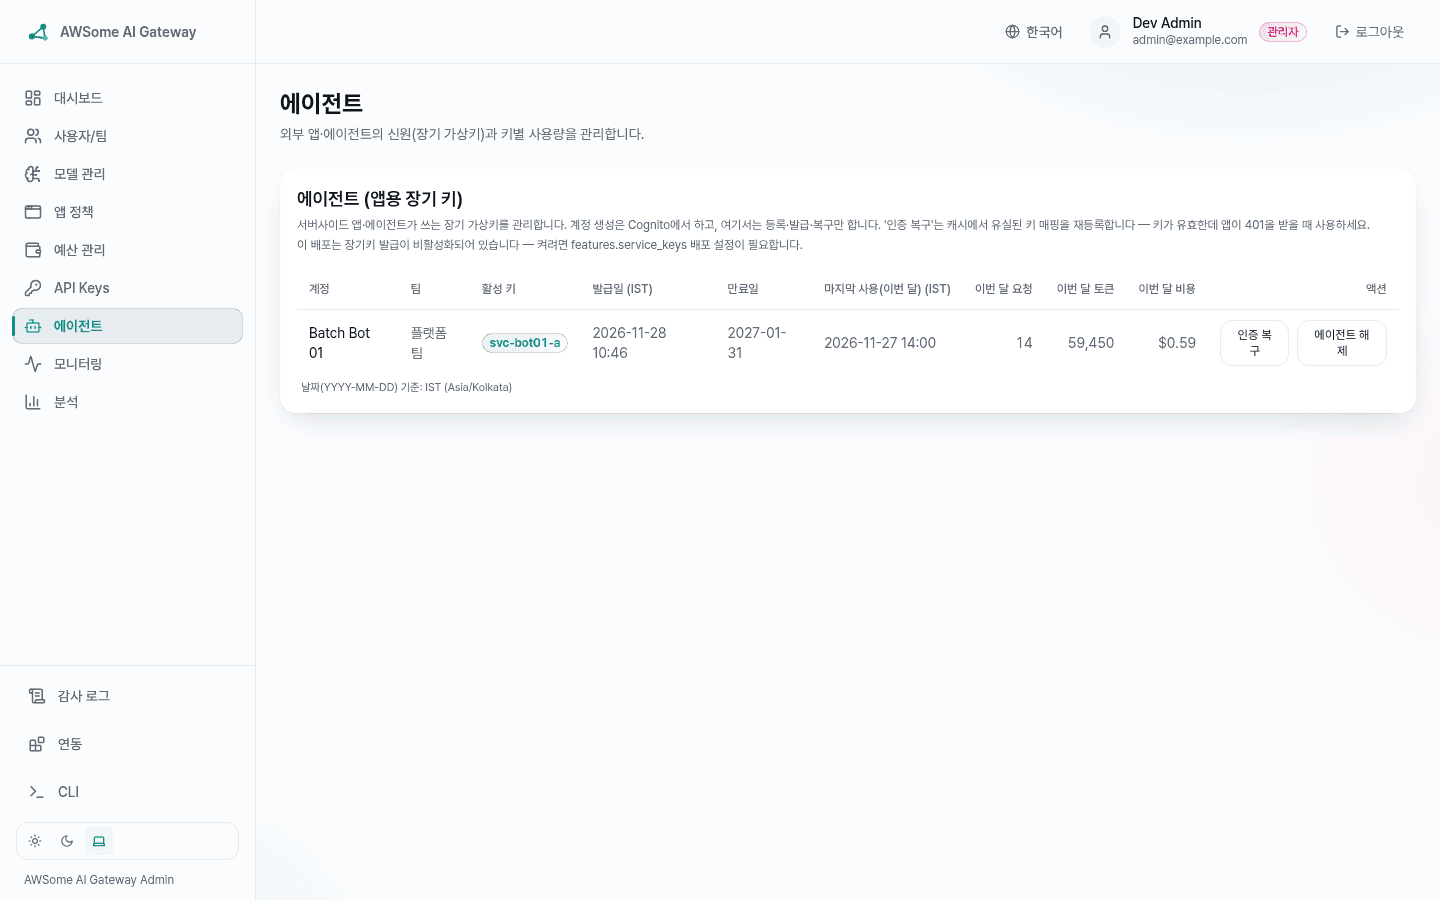 AWSome AI Gateway
한국어
Dev Admin
admin@example.com
관리자
로그아웃
대시보드
사용자/팀
모델 관리
앱 정책
예산 관리
API Keys
에이전트
모니터링
분석
감사 로그
연동
CLI
AWSome AI Gateway Admin
에이전트
외부 앱·에이전트의 신원(장기 가상키)과 키별 사용량을 관리합니다.
에이전트 (앱용 장기 키)
서버사이드 앱·에이전트가 쓰는 장기 가상키를 관리합니다. 계정 생성은 Cognito에서 하고, 여기서는 등록·발급·복구만 합니다. '인증 복구'는 캐시에서 유실된 키 매핑을 재등록합니다 — 키가 유효한데 앱이 401을 받을 때 사용하세요.
이 배포는 장기키 발급이 비활성화되어 있습니다 — 켜려면 features.service_keys 배포 설정이 필요합니다.
계정 팀 활성 키 발급일 (IST) 만료일 마지막 사용(이번 달) (IST) 이번 달 요청 이번 달 토큰 이번 달 비용 액션
Batch Bot 플랫폼 svc-bot01-a 2026-11-28 2027-01- 2026-11-27 14:00 14 59,450 $0.59 인증 복 에이전트 해
01 팀 10:46 31 구 제
날짜(YYYY-MM-DD) 기준: IST (Asia/Kolkata)